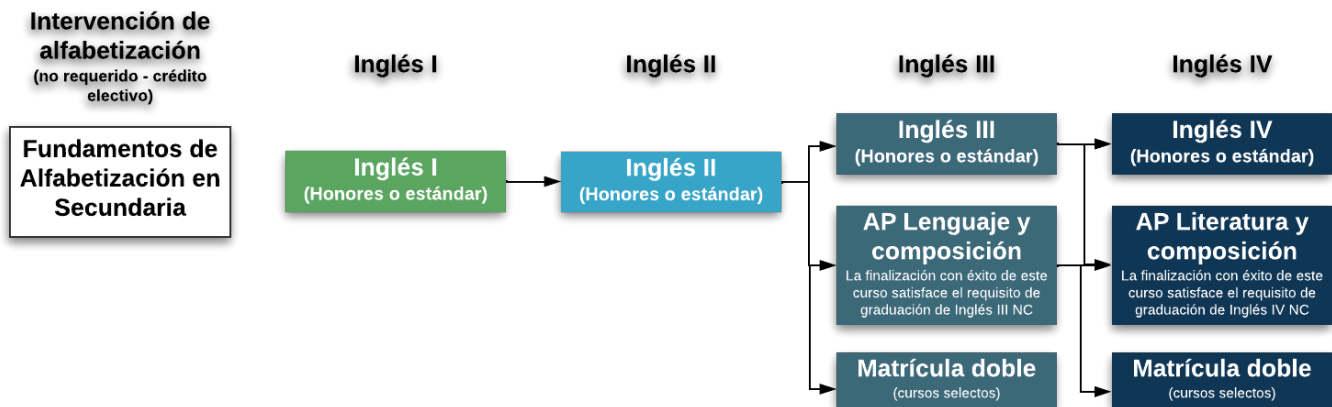 Intervención de
alfabetización
(no requerido - crédito
electivo)
Inglés I
Inglés II
Inglés III
Inglés IV
Fundamentos de
Alfabetización en
Secundaria
Inglés I
(Honores o estándar)
Inglés II
(Honores o estándar)
Inglés III
(Honores o estándar)
Inglés IV
(Honores o estándar)
AP Lenguaje y
composición
La finalización con éxito de este
curso satisface el requisito de
graduación de Inglés III NC
AP Literatura y
composición
La finalización con éxito de este
curso satisface el requisito de
graduación de Inglés IV NC
Matrícula doble
(cursos selectos)
Matrícula doble
(cursos selectos)